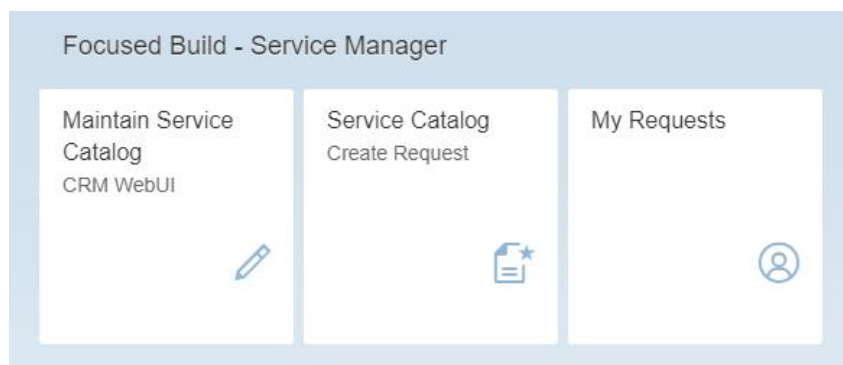 Focused Build - Service Manager
Maintain Service
Catalog
CRM WebUI
Service Catalog
Create Request
My Requests